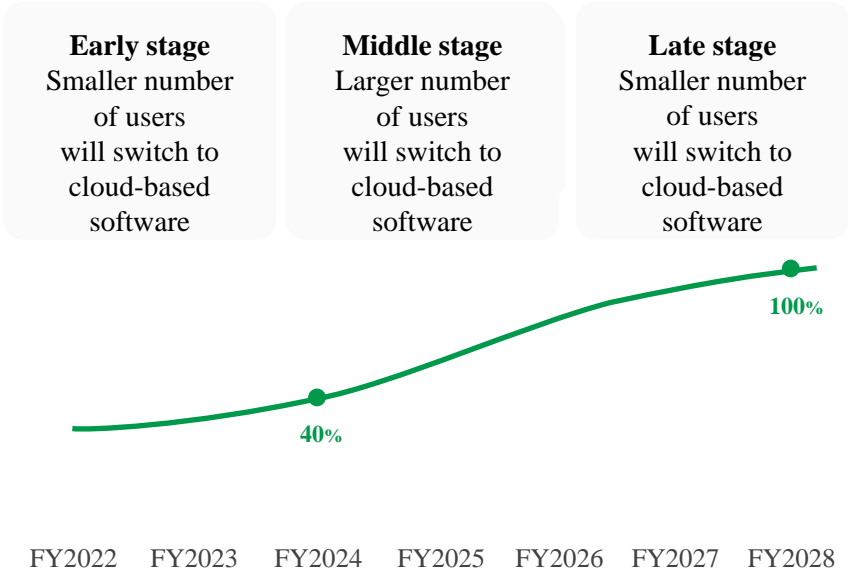 Early stage
Smaller number
of users
will switch to
cloud-based
software
Middle stage
Larger number
of users
will switch to
cloud-based
software
Late stage
Smaller number
of users
will switch to
cloud-based
software
100%
40%
FY2022 FY2023 FY2024 FY2025 FY2026 FY2027 FY2028